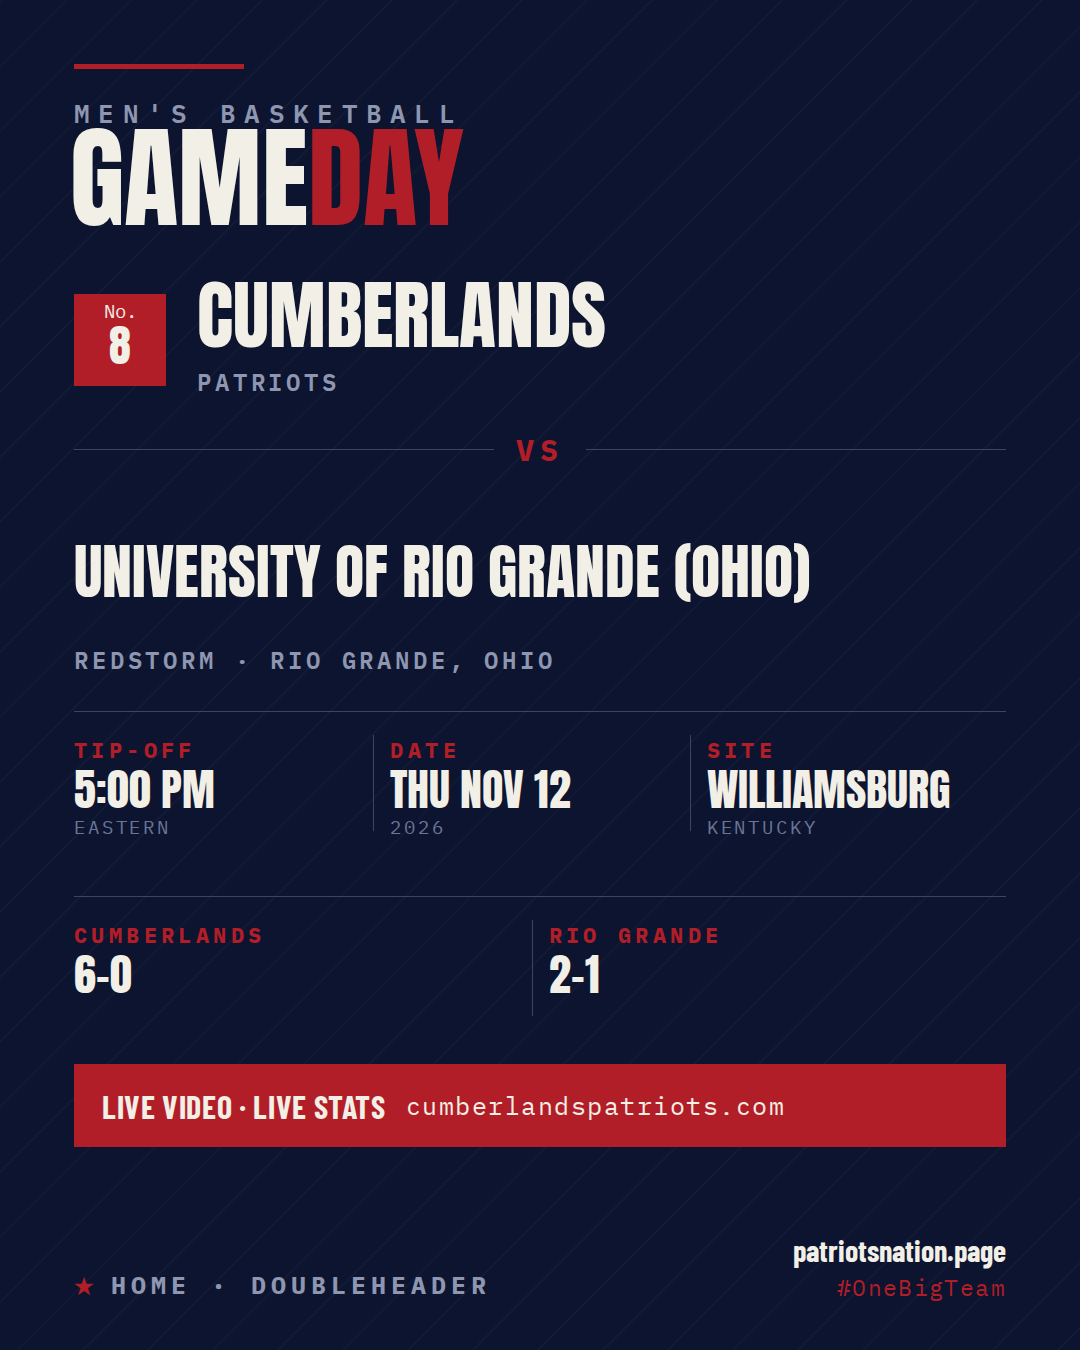 MEN'S BASKETBALL
GAMEDAY
No.
8
CUMBERLANDS
PATRIOTS
VS
UNIVERSITY OF RIO GRANDE (OHIO)
REDSTORM · RIO GRANDE, OHIO
TIP-OFF
5:00 PM
EASTERN
DATE
THU NOV 12
2026
SITE
WILLIAMSBURG
KENTUCKY
CUMBERLANDS
6-0
RIO GRANDE
2-1
LIVE VIDEO · LIVE STATS cumberlandspatriots.com
★ HOME · DOUBLEHEADER
patriotsnation.page
#OneBigTeam